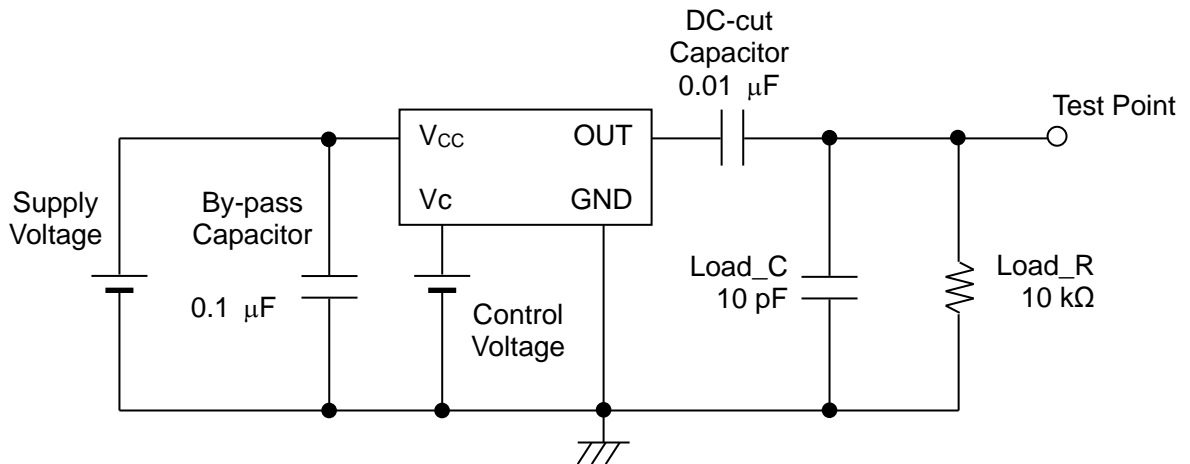 DC-cut
Capacitor
0.01 μF
Test Point
VCC
OUT
Vc
GND
Supply
Voltage
By-pass
Capacitor
0.1 μF
Control
Voltage
Load_C
10 pF
Load_R
10 kΩ